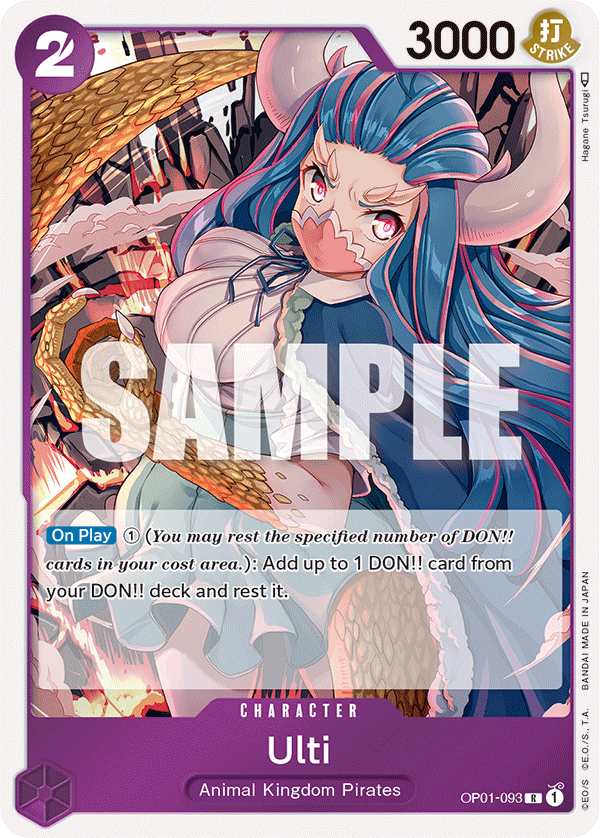 2
3000
打
STRIKE
Hagane Tsurugi
SAMPLE
On Play ① (You may rest the specified number of DON!!
cards in your cost area.): Add up to 1 DON!! card from
your DON!! deck and rest it.
©EO/S ©E.O./S., T.A. BANDAI MADE IN JAPAN
CHARACTER
Ulti
Animal Kingdom Pirates
OP01-093 R 1